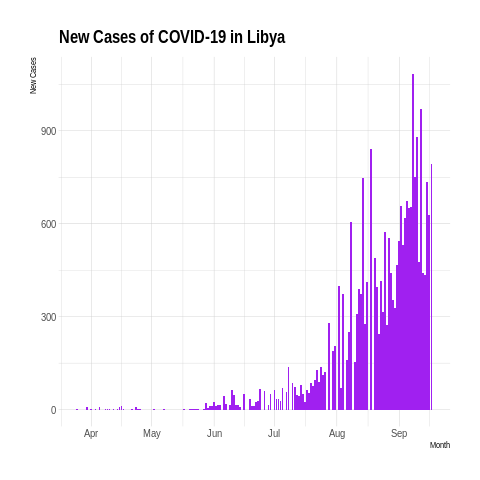 New Cases of COVID-19 in Libya
New Cases
900
600
300
0
Apr May Jun Jul Aug Sep
Month